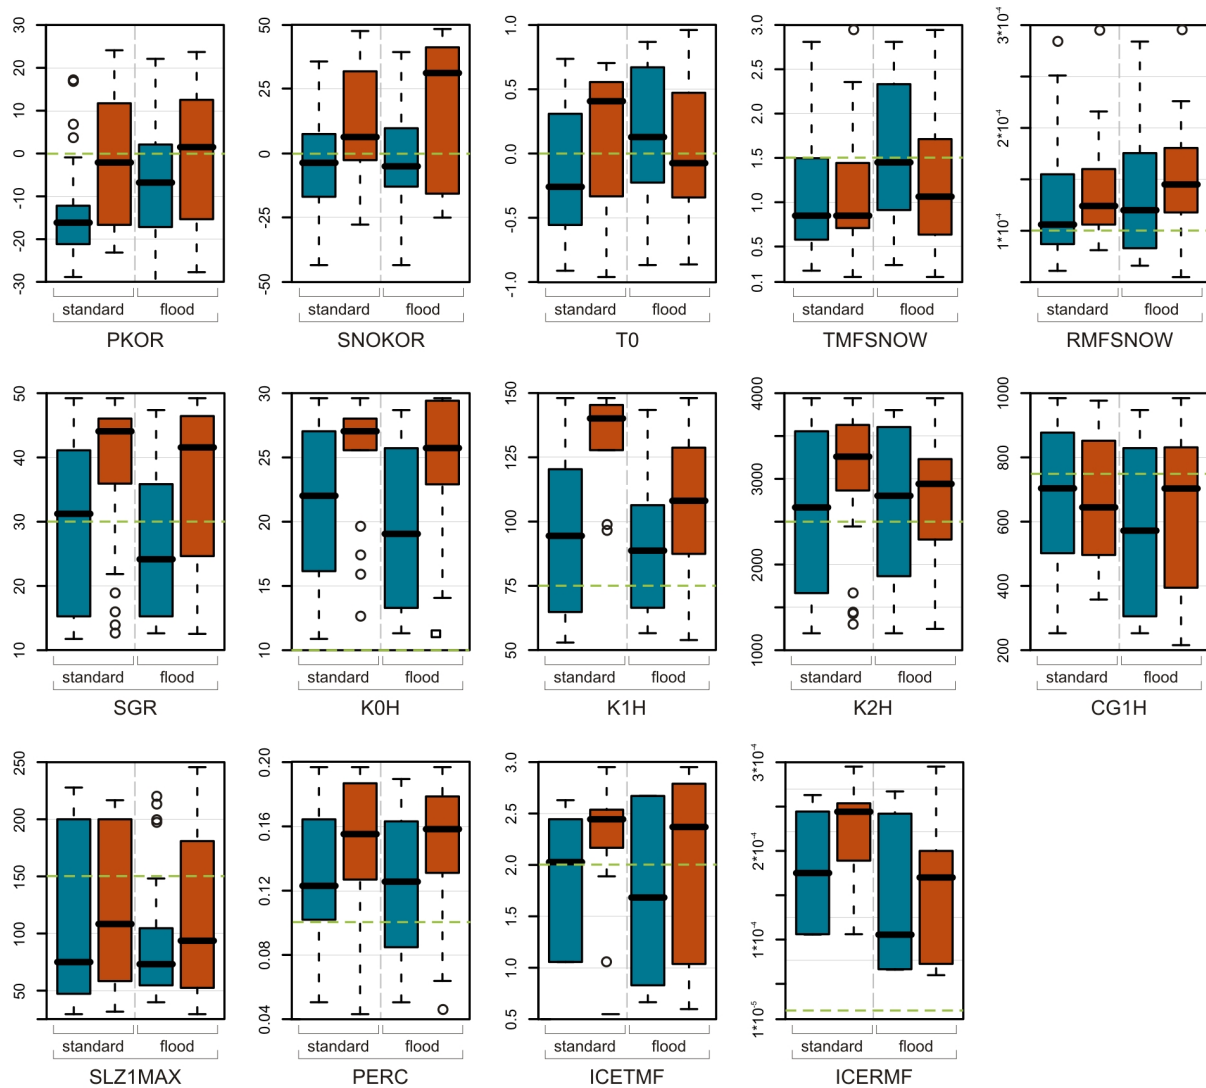 30
20
10
0
-10
-20
-30
standard flood
PKOR
50
25
0
-25
-50
standard flood
SNOKOR
1.0
0.5
0.0
-0.5
-1.0
standard flood
T0
3.0
2.5
2.0
1.5
1.0
0.5
0.1
standard flood
TMFSNOW
3*10⁻⁴
2*10⁻⁴
1*10⁻⁴
standard flood
RMFSNOW
50
40
30
20
10
standard flood
SGR
30
25
20
15
10
standard flood
K0H
150
125
100
75
50
standard flood
K1H
4000
3000
2000
1000
standard flood
K2H
1000
800
600
400
200
standard flood
CG1H
250
200
150
100
50
standard flood
SLZ1MAX
0.20
0.16
0.12
0.08
0.04
standard flood
PERC
3.0
2.5
2.0
1.5
1.0
0.5
standard flood
ICETMF
3*10⁻⁴
2*10⁻⁴
1*10⁻⁴
1*10⁻⁵
standard flood
ICERMF